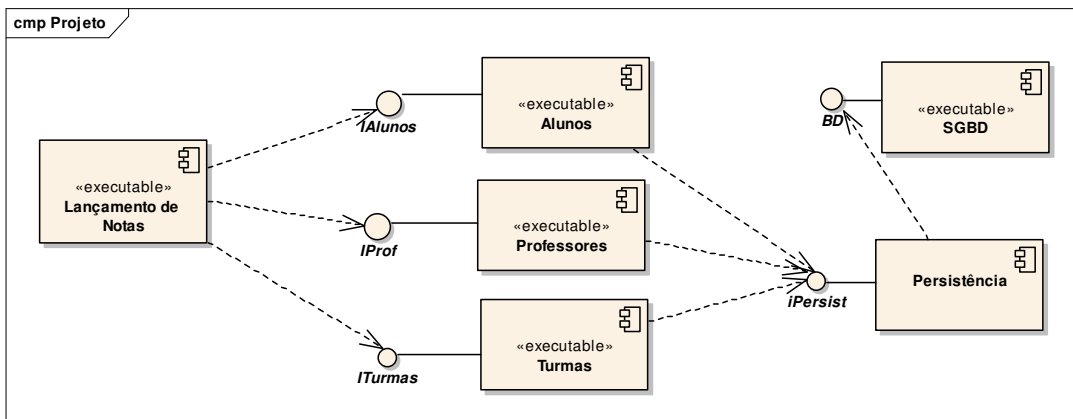 cmp Projeto
«executable»
Lançamento de
Notas
IAlunos
«executable»
Alunos
IProf
«executable»
Professores
ITurmas
«executable»
Turmas
BD
«executable»
SGBD
iPersist
Persistência